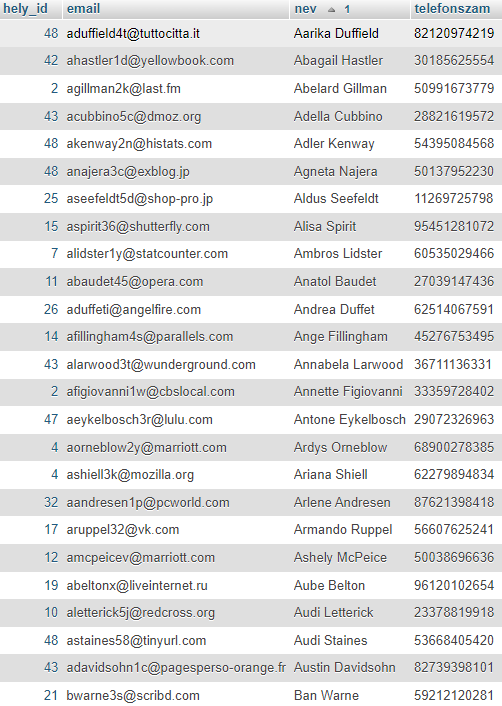 hely_id email nev 1 telefonszam
48 aduffield4t@tuttocitta.it Aarika Duffield 82120974219
42 ahastler1d@yellowbook.com Abagail Hastler 30185625554
2 agillman2k@last.fm Abelard Gillman 50991673779
43 acubbino5c@dmoz.org Adella Cubbino 28821619572
48 akenway2n@histats.com Adler Kenway 54395084568
48 anajera3c@exblog.jp Agneta Najera 50137952230
25 aseefeldt5d@shop-pro.jp Aldus Seefeldt 11269725798
15 aspirit36@shutterfly.com Alisa Spirit 95451281072
7 alidster1y@statcounter.com Ambros Lidster 60535029466
11 abaudet45@opera.com Anatol Baudet 27039147436
26 aduffeti@angelfire.com Andrea Duffet 62514067591
14 afillingham4s@parallels.com Ange Fillingham 45276753495
43 alarwood3t@wunderground.com Annabela Larwood 36711136331
2 afigiovanni1w@cbslocal.com Annette Figiovanni 33359728402
47 aeykelbosch3r@lulu.com Antone Eykelbosch 29072326963
4 aorneblow2y@marriott.com Ardys Orneblow 68900278385
4 ashiell3k@mozilla.org Ariana Shiell 62279894834
32 aandresen1p@pcworld.com Arlene Andresen 87621398418
17 aruppel32@vk.com Armando Ruppel 56607625241
12 amcpeicev@marriott.com Ashely McPeice 50038696636
19 abeltonx@liveinternet.ru Aube Belton 96120102654
10 aletterick5j@redcross.org Audi Letterick 23378819918
48 astaines58@tinyurl.com Audi Staines 53668405420
43 adavidsohn1c@pagesperso-orange.fr Austin Davidsohn 82739398101
21 bwarne3s@scribd.com Ban Warne 59212120281